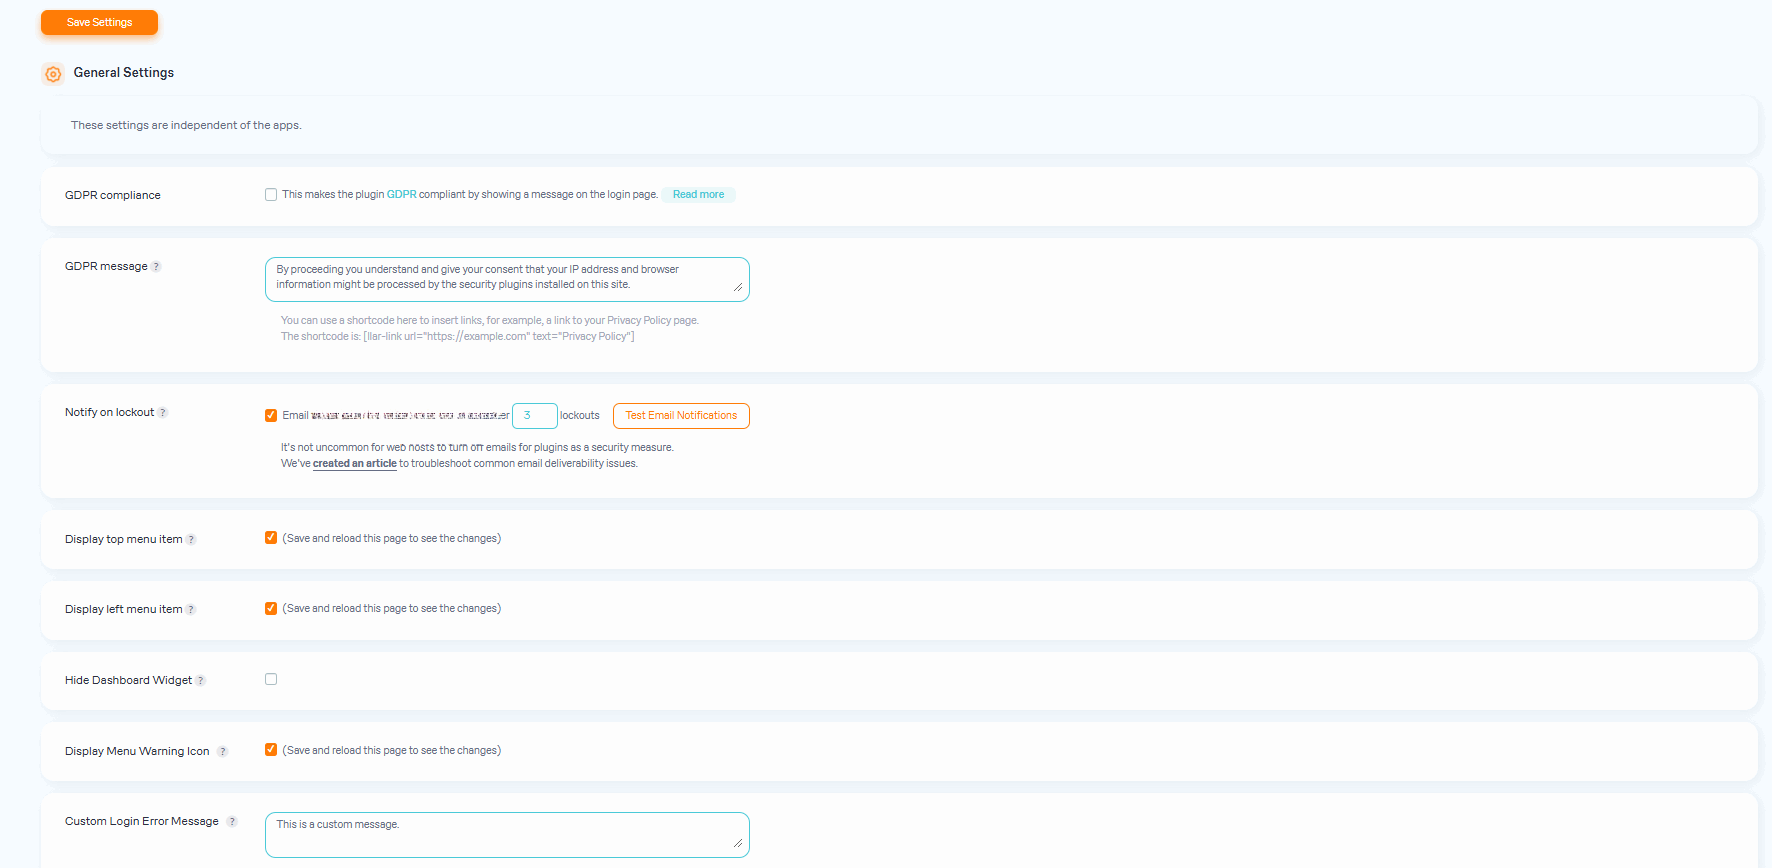 Save Settings
General Settings
These settings are independent of the apps.
GDPR compliance
This makes the plugin GDPR compliant by showing a message on the login page. Read more
GDPR message ?
By proceeding you understand and give your consent that your IP address and browser
information might be processed by the security plugins installed on this site.
You can use a shortcode here to insert links, for example, a link to your Privacy Policy page.
The shortcode is: [llar-link url="https://example.com" text="Privacy Policy"]
Notify on lockout ?
Email 3 lockouts Test Email Notifications
It's not uncommon for web hosts to turn off emails for plugins as a security measure.
We've created an article to troubleshoot common email deliverability issues.
Display top menu item ?
(Save and reload this page to see the changes)
Display left menu item ?
(Save and reload this page to see the changes)
Hide Dashboard Widget ?
Display Menu Warning Icon ?
(Save and reload this page to see the changes)
Custom Login Error Message ?
This is a custom message.